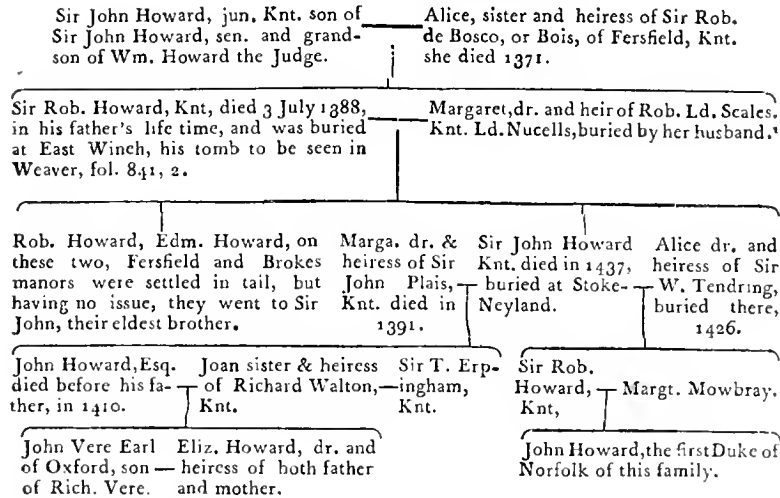 Sir John Howard, jun. Knt. son of
Sir John Howard, sen. and grand-
son of Wm. Howard the Judge.
Alice, sister and heiress of Sir Rob.
de Bosco, or Bois, of Fersfield, Knt.
she died 1371.
Sir Rob. Howard, Knt, died 3 July 1388,
in his father's life time, and was buried
at East Winch, his tomb to be seen in
Weaver, fol. 841, 2.
Margaret, dr. and heir of Rob. Ld. Scales.
Knt. Ld. Nucells, buried by her husband.¹
Rob. Howard, Edm. Howard, on
these two, Fersfield and Brokes
manors were settled in tail, but
having no issue, they went to Sir
John, their eldest brother.
Marga. dr. &
heiress of Sir
John Plais,
Knt. died in
1391.
Sir John Howard
Knt. died in 1437,
buried at Stoke-
Neyland.
Alice dr. and
heiress of Sir
W. Tendring,
buried there,
1426.
John Howard, Esq.
died before his fa-
ther, in 1410.
Joan sister & heiress
of Richard Walton,
Knt.
Sir T. Erp-
ingham,
Knt.
Sir Rob.
Howard,
Knt,
Margt. Mowbray.
John Vere Earl
of Oxford, son
of Rich. Vere.
Eliz. Howard, dr. and
heiress of both father
and mother.
John Howard, the first Duke of
Norfolk of this family.